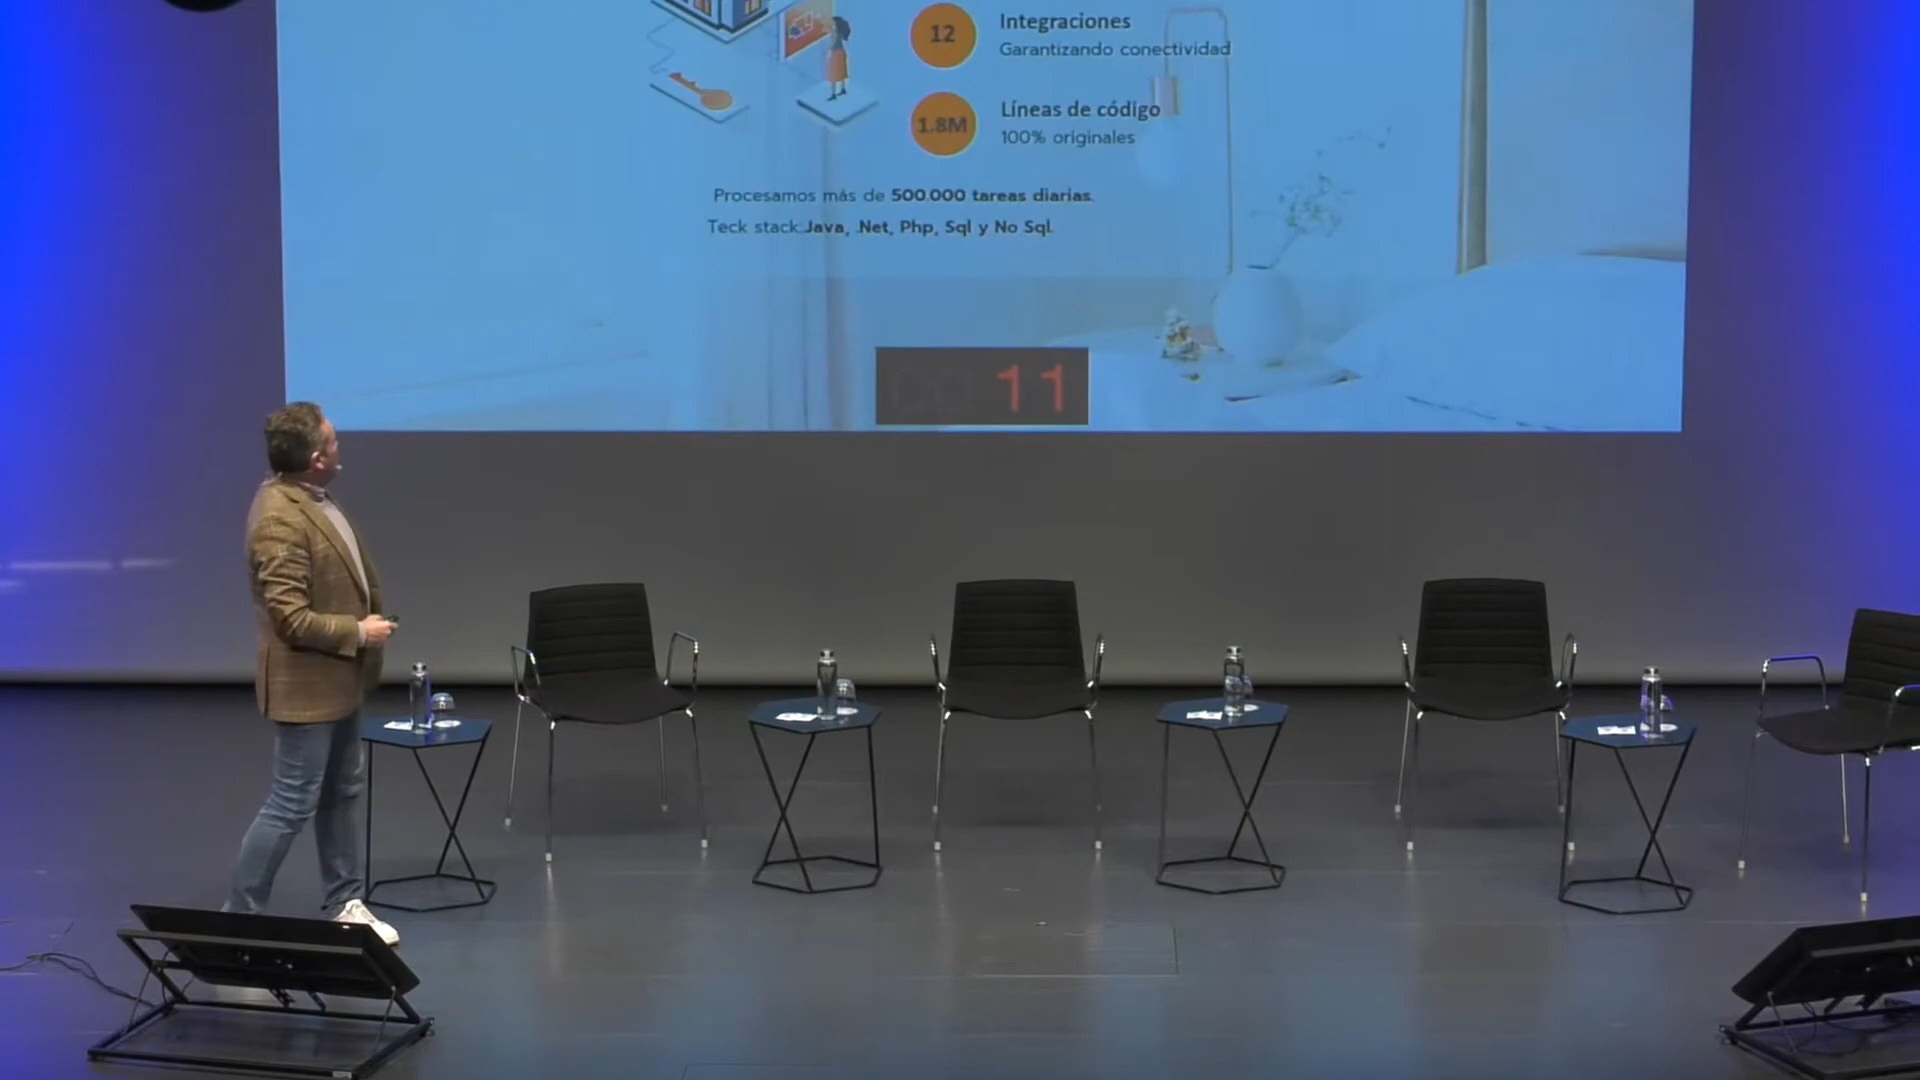 12
Integraciones
Garantizando conectividad
1.8M
Líneas de código
100% originales
Procesamos más de 500.000 tareas diarias.
Teck stack:Java, .Net, Php, Sql y No Sql.
00 11